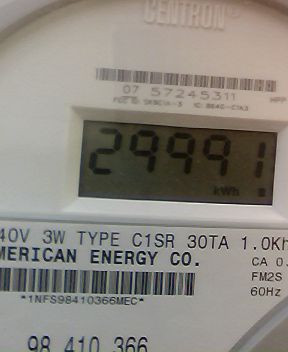 CENTRON®
07 57245311
29991
kWh
40V 3W TYPE C1SR 30TA 1.0Kh
MERICAN ENERGY CO.
CA 0.
FM2S
60Hz
*1NFS98410366MEC*
98 410 366